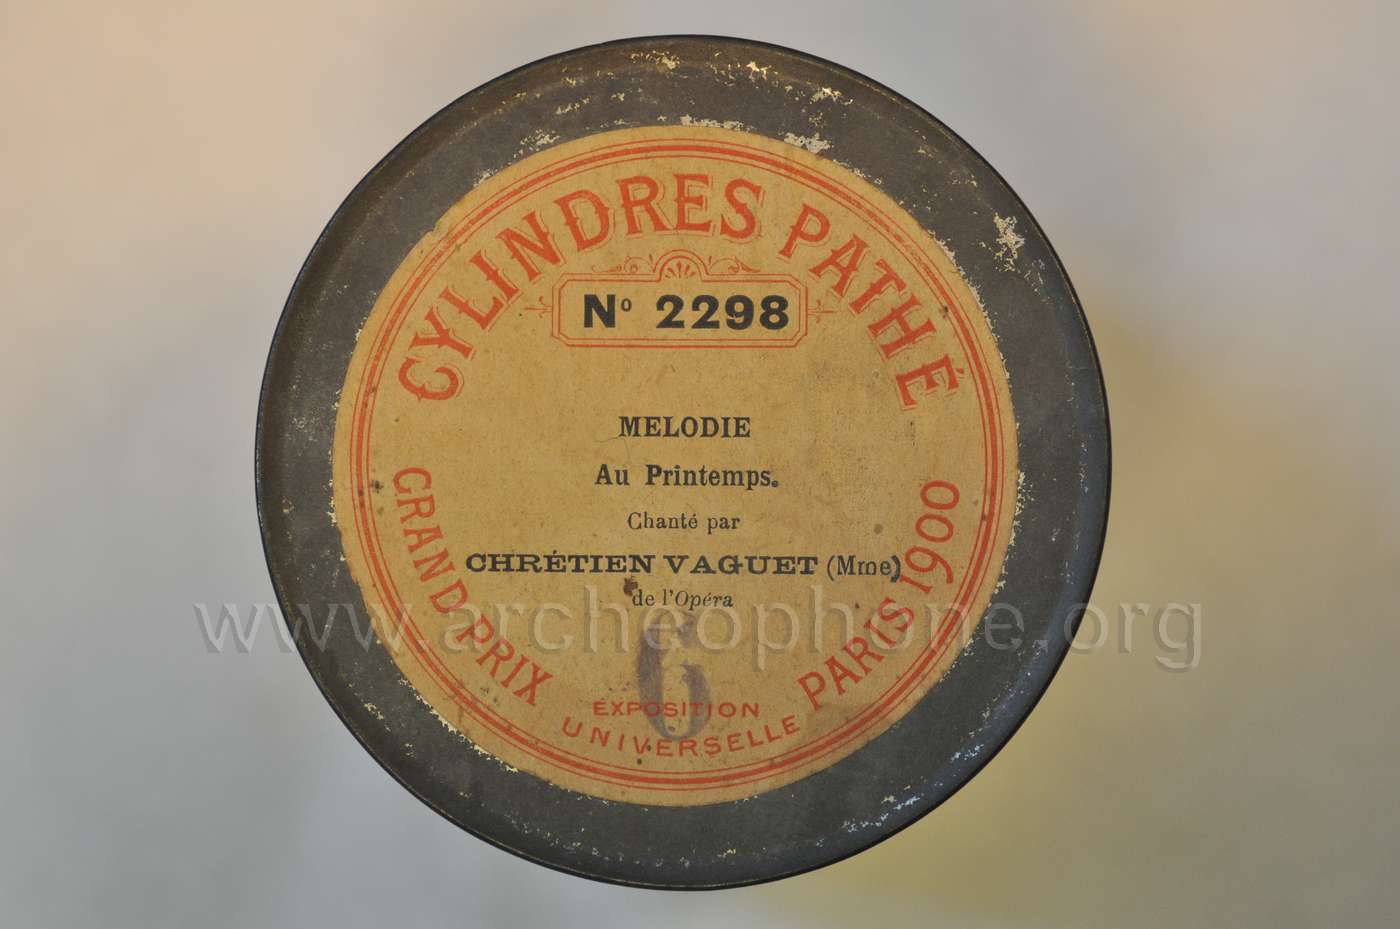 CYLINDRES PATHÉ
Nº 2298
MELODIE
Au Printemps.
Chanté par
CHRÉTIEN VAGUET (Mme)
de l'Opéra
www.archeophone.org
6
GRAND PRIX
EXPOSITION
UNIVERSELLE
PARIS 1900